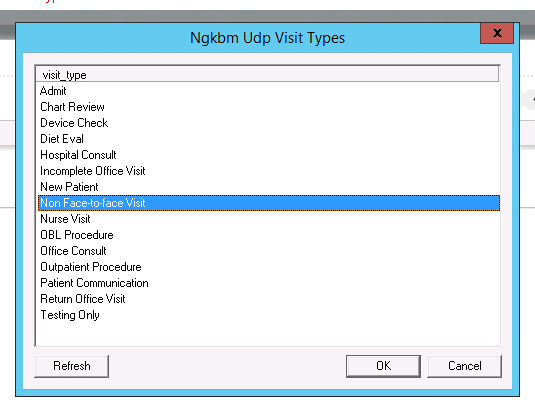 Ngkbm Udp Visit Types
x
visit_type
Admit
Chart Review
Device Check
Diet Eval
Hospital Consult
Incomplete Office Visit
New Patient
Non Face-to-face Visit
Nurse Visit
OBL Procedure
Office Consult
Outpatient Procedure
Patient Communication
Return Office Visit
Testing Only
Refresh
OK
Cancel